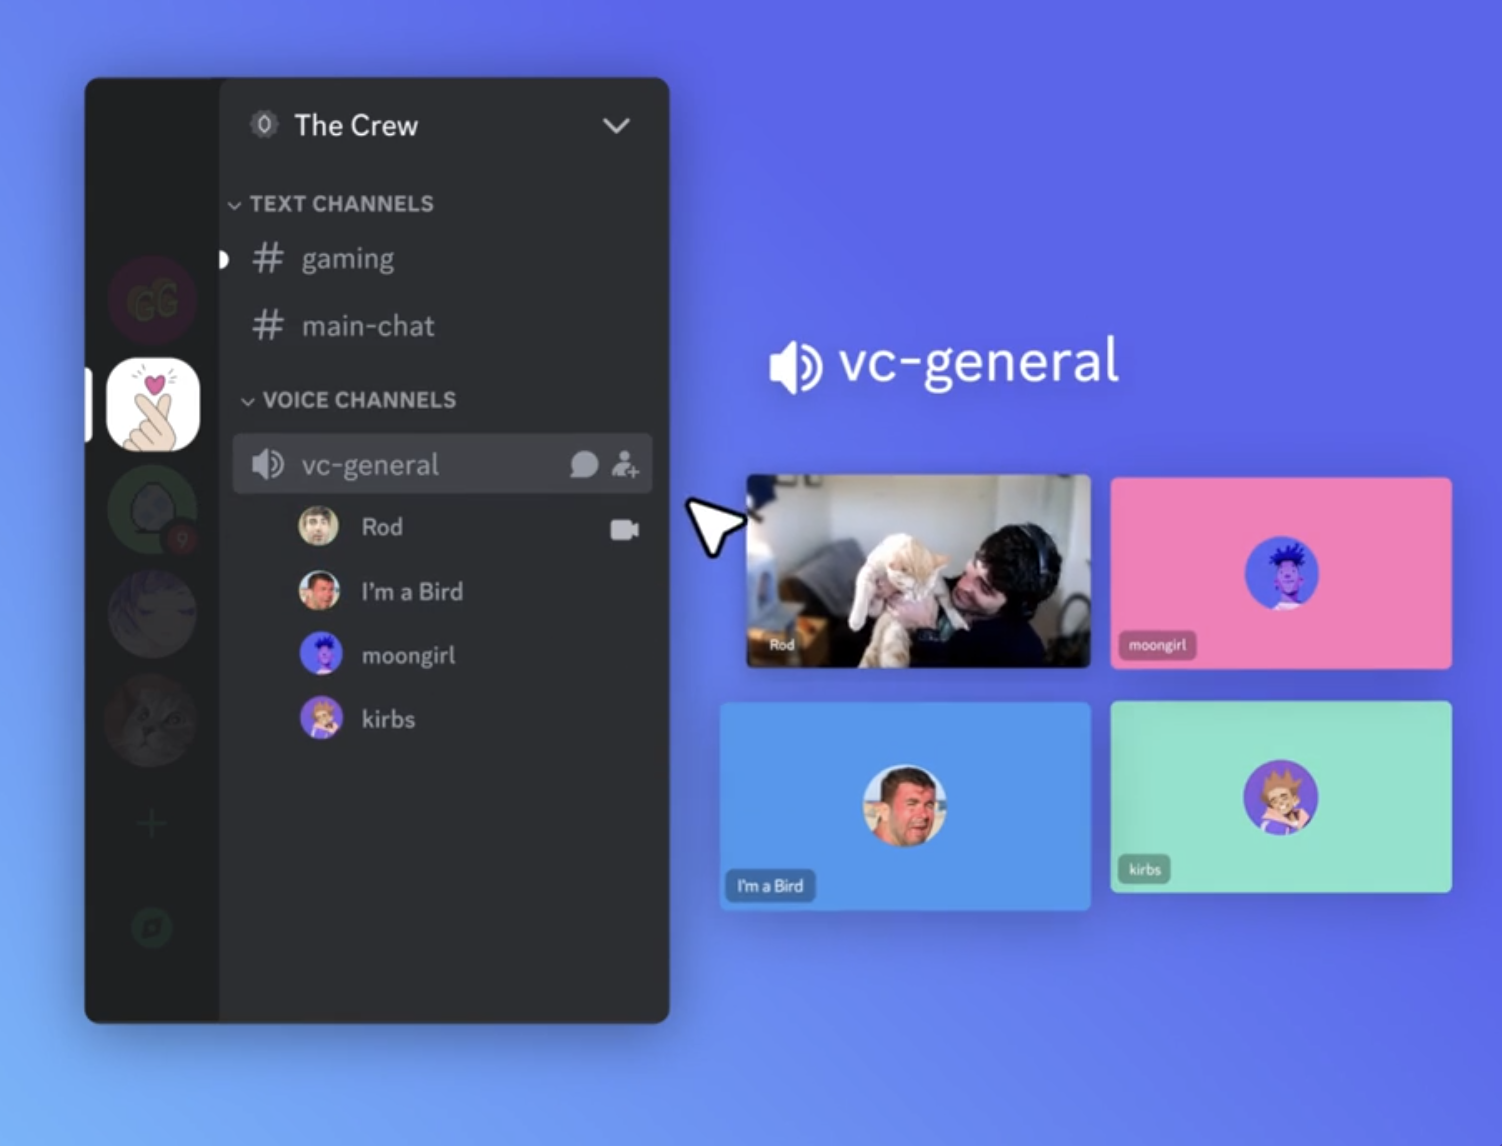 The Crew
TEXT CHANNELS
# gaming
# main-chat
VOICE CHANNELS
vc-general
Rod
I'm a Bird
moongirl
kirbs
GG
vc-general
Rod
moongirl
I'm a Bird
kirbs